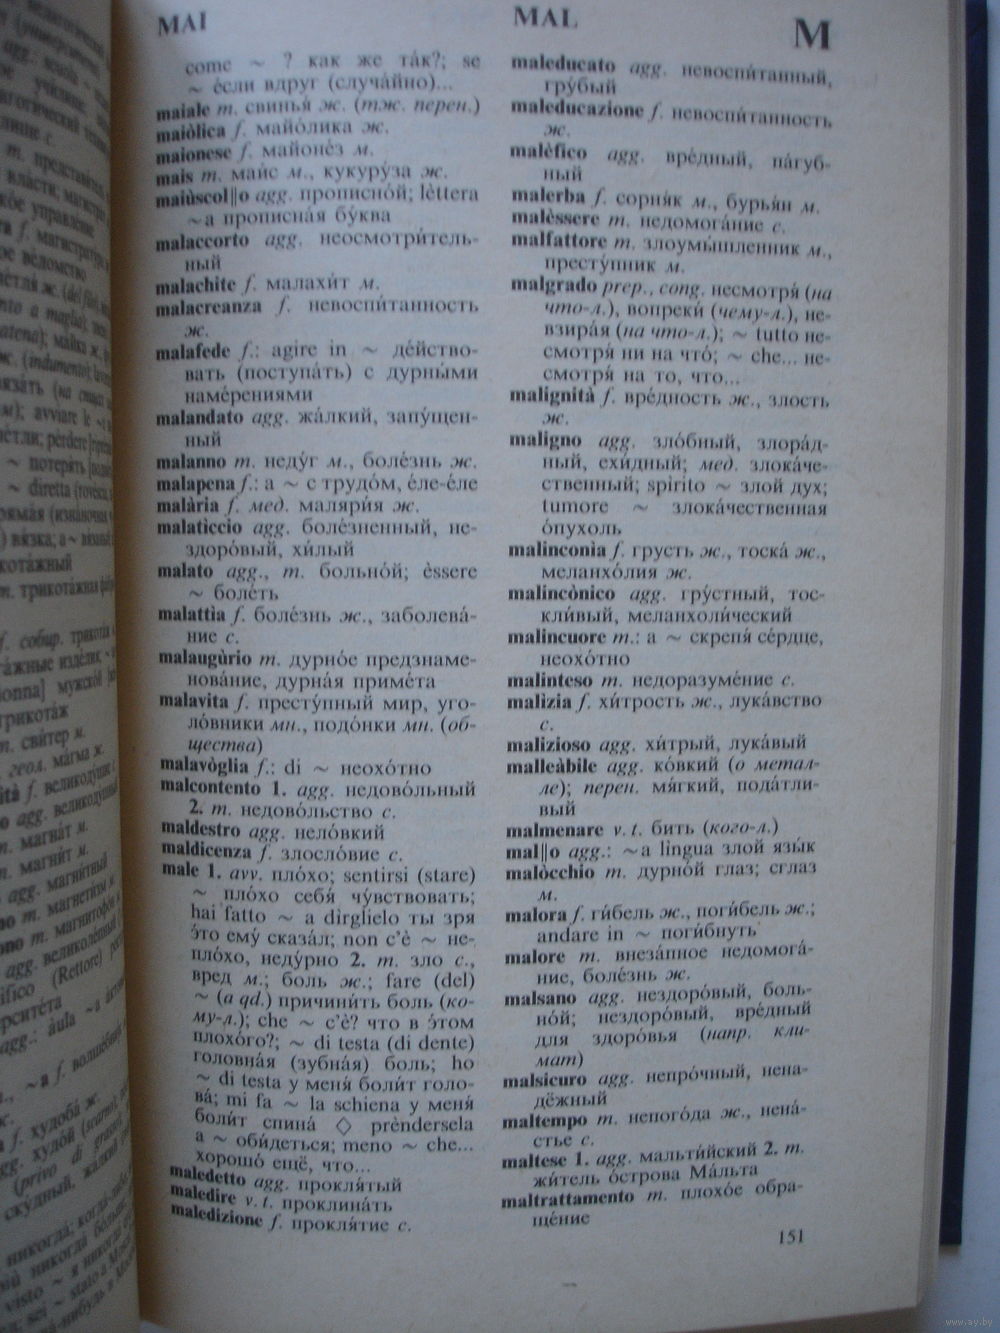 MAI
MAL
M
come ~ ? как же та́к?; se
~ е́сли вдруг (случа́йно)...
maiale m. свинья́ ж. (тж. перен.)
maiòlica f. майо́лика ж.
maionese f. майоне́з м.
mais m. маи́с м., кукуру́за ж.
maiùscol||o agg. прописно́й; lèttera
~a прописна́я бу́ква
malaccorto agg. неосмотри́тель-
ный
malachite f. малахи́т м.
malacreanza f. невоспи́танность
ж.
malafede f.: agire in ~ де́йство-
вать (поступа́ть) с дурны́ми
наме́рениями
malandato agg. жа́лкий, запу́щен-
ный
malanno m. неду́г м., боле́знь ж.
malapena f.: a ~ с трудо́м, е́ле-е́ле
malària f. мед. маляри́я ж.
malatìccio agg. боле́зненный, не-
здоро́вый, хи́лый
malato agg., m. больно́й; èssere
~ боле́ть
malattìa f. боле́знь ж., заболева́-
ние с.
malaugùrio m. дурно́е предзнаме-
нова́ние, дурна́я приме́та
malavita f. престу́пный мир, уго-
ло́вники мн., подо́нки мн. (об-
щества)
malavòglia f.: di ~ неохо́тно
malcontento 1. agg. недово́льный
2. m. недово́льство с.
maldestro agg. нело́вкий
maldicenza f. злосло́вие с.
male 1. avv. пло́хо; sentirsi (stare)
~ пло́хо себя́ чу́вствовать;
hai fatto ~ a dirglielo ты зря
э́то ему́ сказа́л; non c'è ~ не-
пло́хо, неду́рно 2. m. зло с.,
вред м.; боль ж.; fare (del)
~ (a qd.) причини́ть боль (ко-
му-л.); che ~ c'è? что в э́том
плохо́го?; ~ di testa (di dente)
головна́я (зубна́я) боль; ho
~ di testa у меня́ боли́т голо-
ва́; mi fa ~ la schiena у меня́
боли́т спина́ ◇ prèndersela
a ~ оби́деться; meno ~ che...
хорошо́ ещё, что...
maledetto agg. прокля́тый
maledire v. t. проклина́ть
maledizione f. прокля́тие с.
maleducato agg. невоспи́танный,
гру́бый
maleducazione f. невоспи́танность
ж.
malèfico agg. вре́дный, па́губ-
ный
malerba f. сорня́к м., бурья́н м.
malèssere m. недомога́ние с.
malfattore m. злоумы́шленник м.,
престу́пник м.
malgrado prep., cong. несмотря́ (на
что-л.), вопреки́ (чему-л.), не-
взира́я (на что-л.); ~ tutto не-
смотря́ ни на что́; ~ che... не-
смотря́ на то, что...
malignità f. вре́дность ж., злость
ж.
maligno agg. зло́бный, злора́д-
ный, ехи́дный; мед. злока́че-
ственный; spìrito ~ злой дух;
tumore ~ злока́чественная
о́пухоль
malinconìa f. грусть ж., тоска́ ж.,
меланхо́лия ж.
malincònico agg. гру́стный, тос-
кли́вый, меланхоли́ческий
malincuore m.: a ~ скрепя́ се́рдце,
неохо́тно
malinteso m. недоразуме́ние с.
malìzia f. хи́трость ж., лука́вство
с.
malizioso agg. хи́трый, лука́вый
malleàbile agg. ко́вкий (о метал-
ле); перен. мя́гкий, пода́тли-
вый
malmenare v. t. бить (кого-л.)
mal||o agg.: ~a lingua злой язы́к
malòcchio m. дурно́й глаз; сглаз
м.
malora f. ги́бель ж., поги́бель ж.;
andare in ~ поги́бнуть
malore m. внеза́пное недомога́-
ние, боле́знь ж.
malsano agg. нездоро́вый, боль-
но́й; нездоро́вый, вре́дный
для здоро́вья (напр. кли-
мат)
malsicuro agg. непро́чный, нена-
дёжный
maltempo m. непого́да ж., нена́-
стье с.
maltese 1. agg. мальти́йский 2. m.
жи́тель о́строва Ма́льта
maltrattamento m. плохо́е обра-
ще́ние
151
www.ay.by